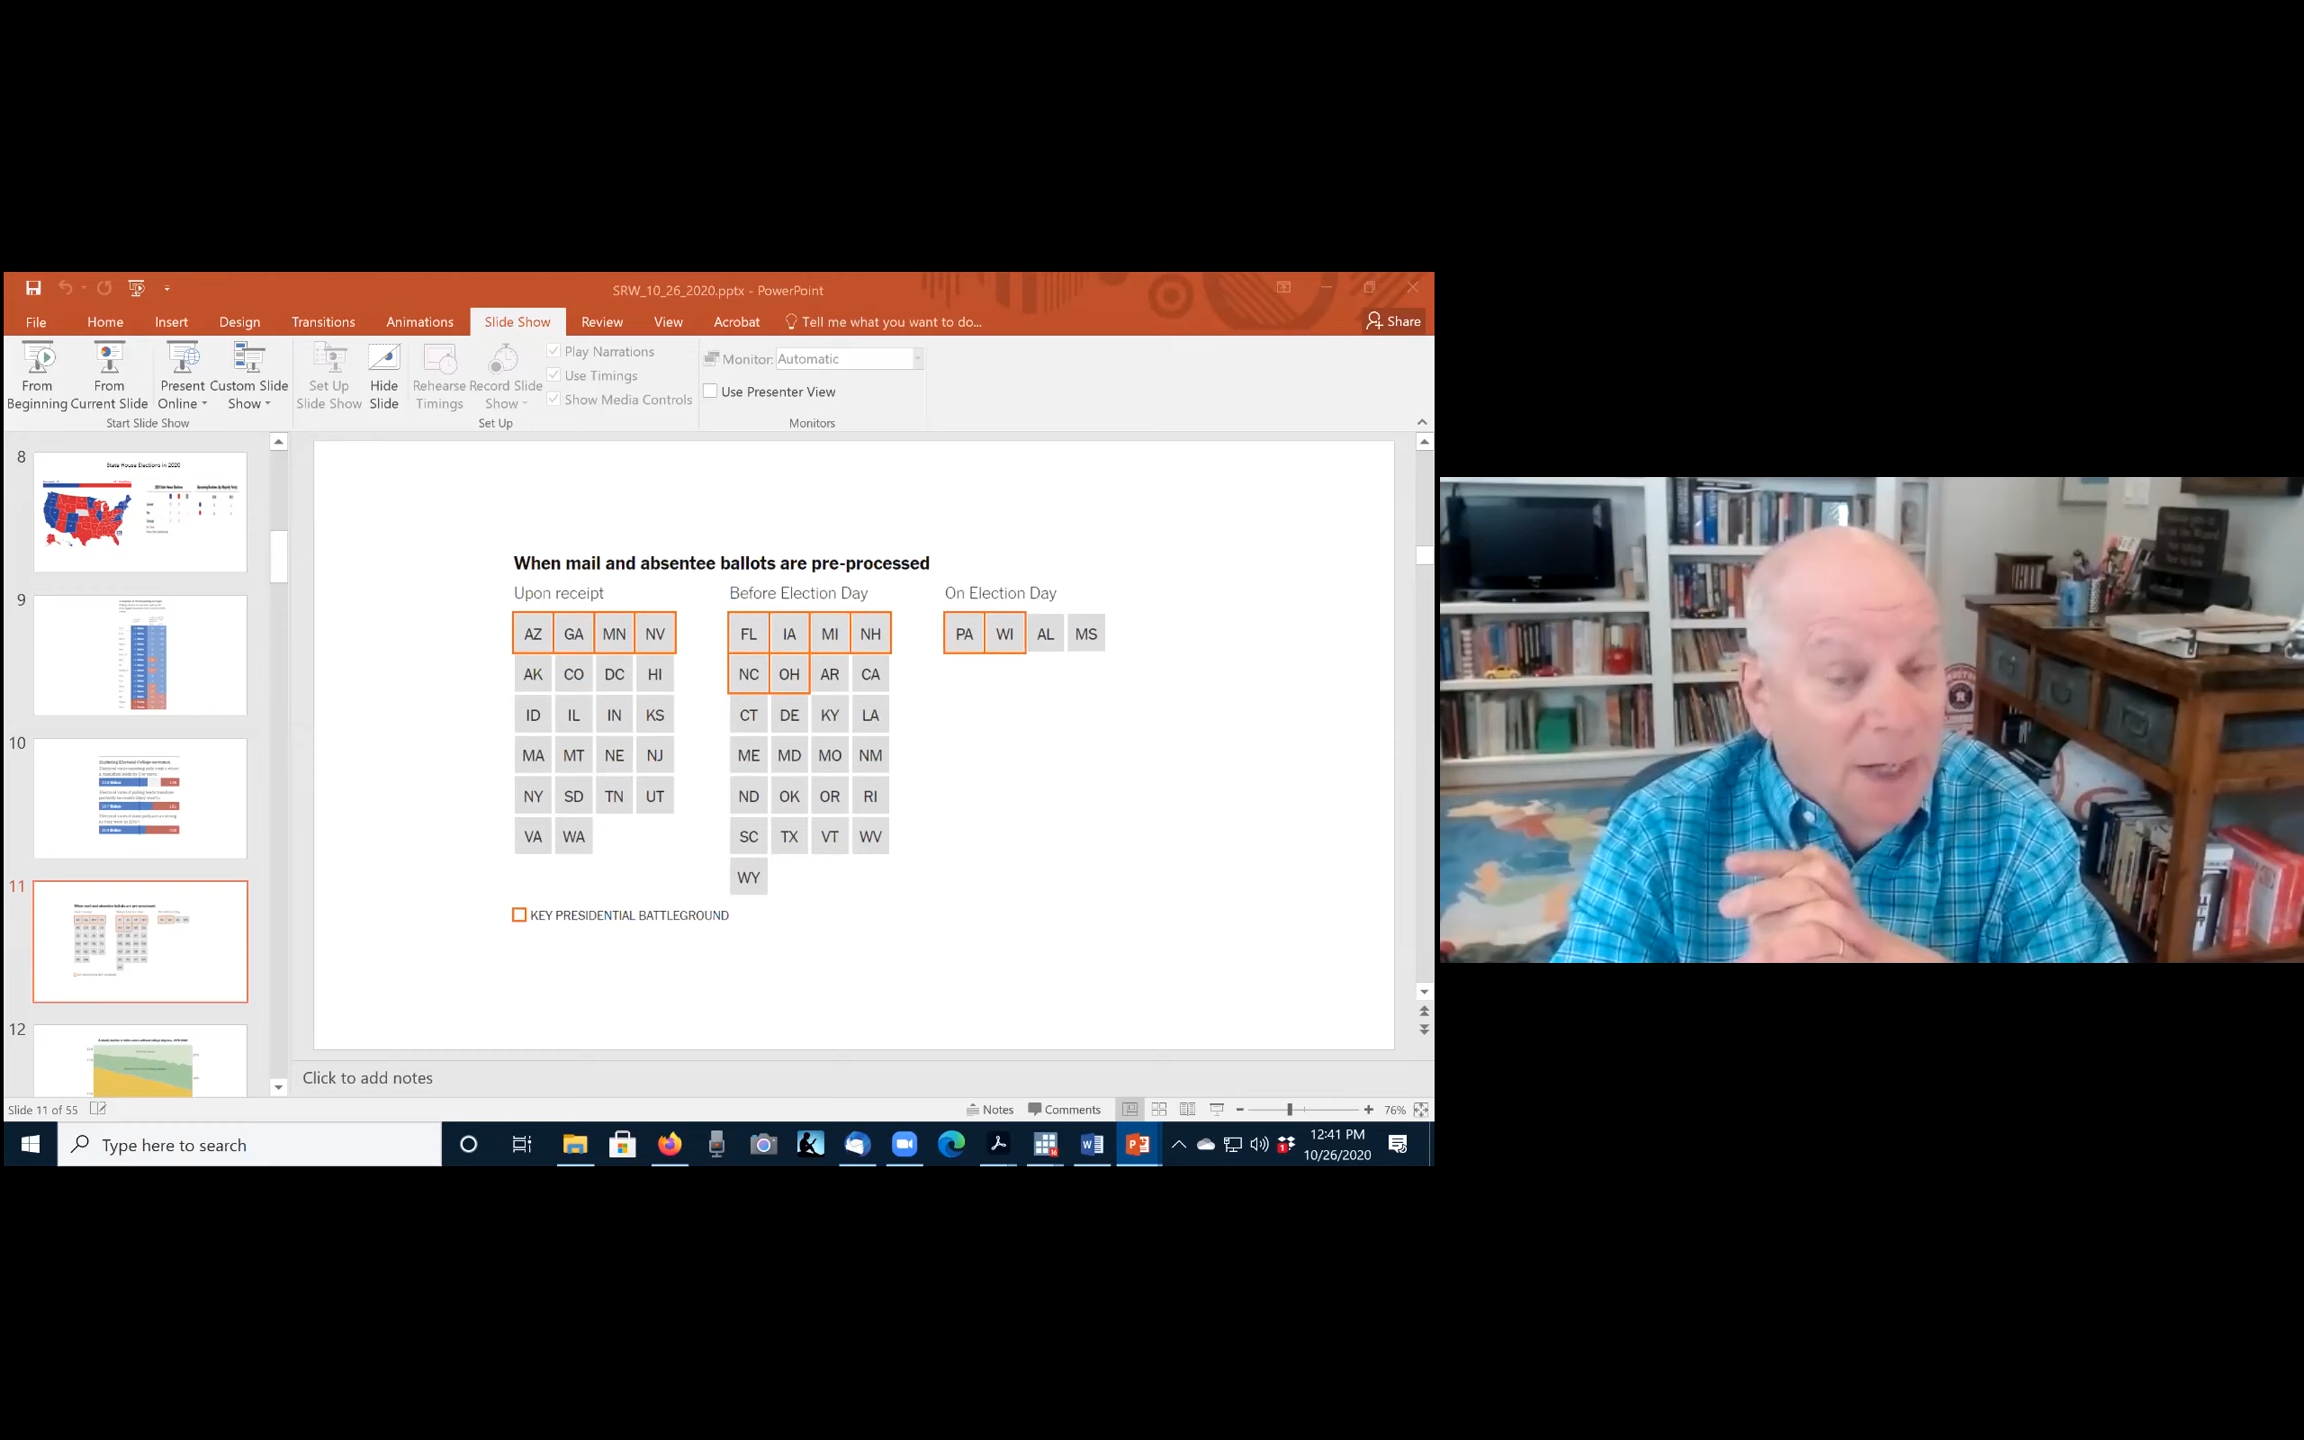 SRW_10_26_2020.pptx - PowerPoint
File Home Insert Design Transitions Animations Slide Show Review View Acrobat Tell me what you want to do... Share
From Beginning
From Current Slide
Present Online
Custom Slide Show
Start Slide Show
Set Up Slide Show
Hide Slide
Rehearse Timings
Record Slide Show
Play Narrations
Use Timings
Show Media Controls
Set Up
Monitor: Automatic
Use Presenter View
Monitors
8
State House Elections in 2020
9
10
11
12
When mail and absentee ballots are pre-processed
Upon receipt Before Election Day On Election Day
AZ GA MN NV FL IA MI NH PA WI AL MS
AK CO DC HI NC OH AR CA
ID IL IN KS CT DE KY LA
MA MT NE NJ ME MD MO NM
NY SD TN UT ND OK OR RI
VA WA SC TX VT WV
WY
KEY PRESIDENTIAL BATTLEGROUND
Click to add notes
Slide 11 of 55 Notes Comments 76%
Type here to search
12:41 PM
10/26/2020